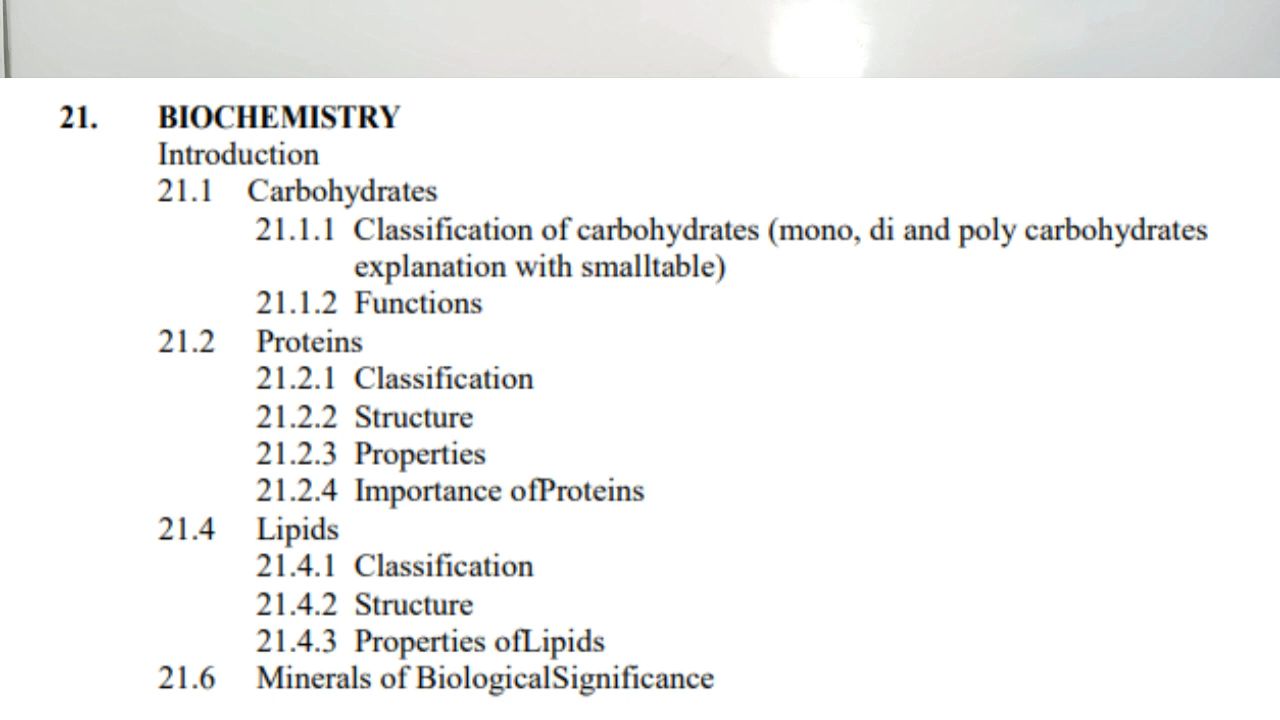 21. BIOCHEMISTRY
Introduction
21.1 Carbohydrates
21.1.1 Classification of carbohydrates (mono, di and poly carbohydrates
explanation with smalltable)
21.1.2 Functions
21.2 Proteins
21.2.1 Classification
21.2.2 Structure
21.2.3 Properties
21.2.4 Importance ofProteins
21.4 Lipids
21.4.1 Classification
21.4.2 Structure
21.4.3 Properties ofLipids
21.6 Minerals of BiologicalSignificance